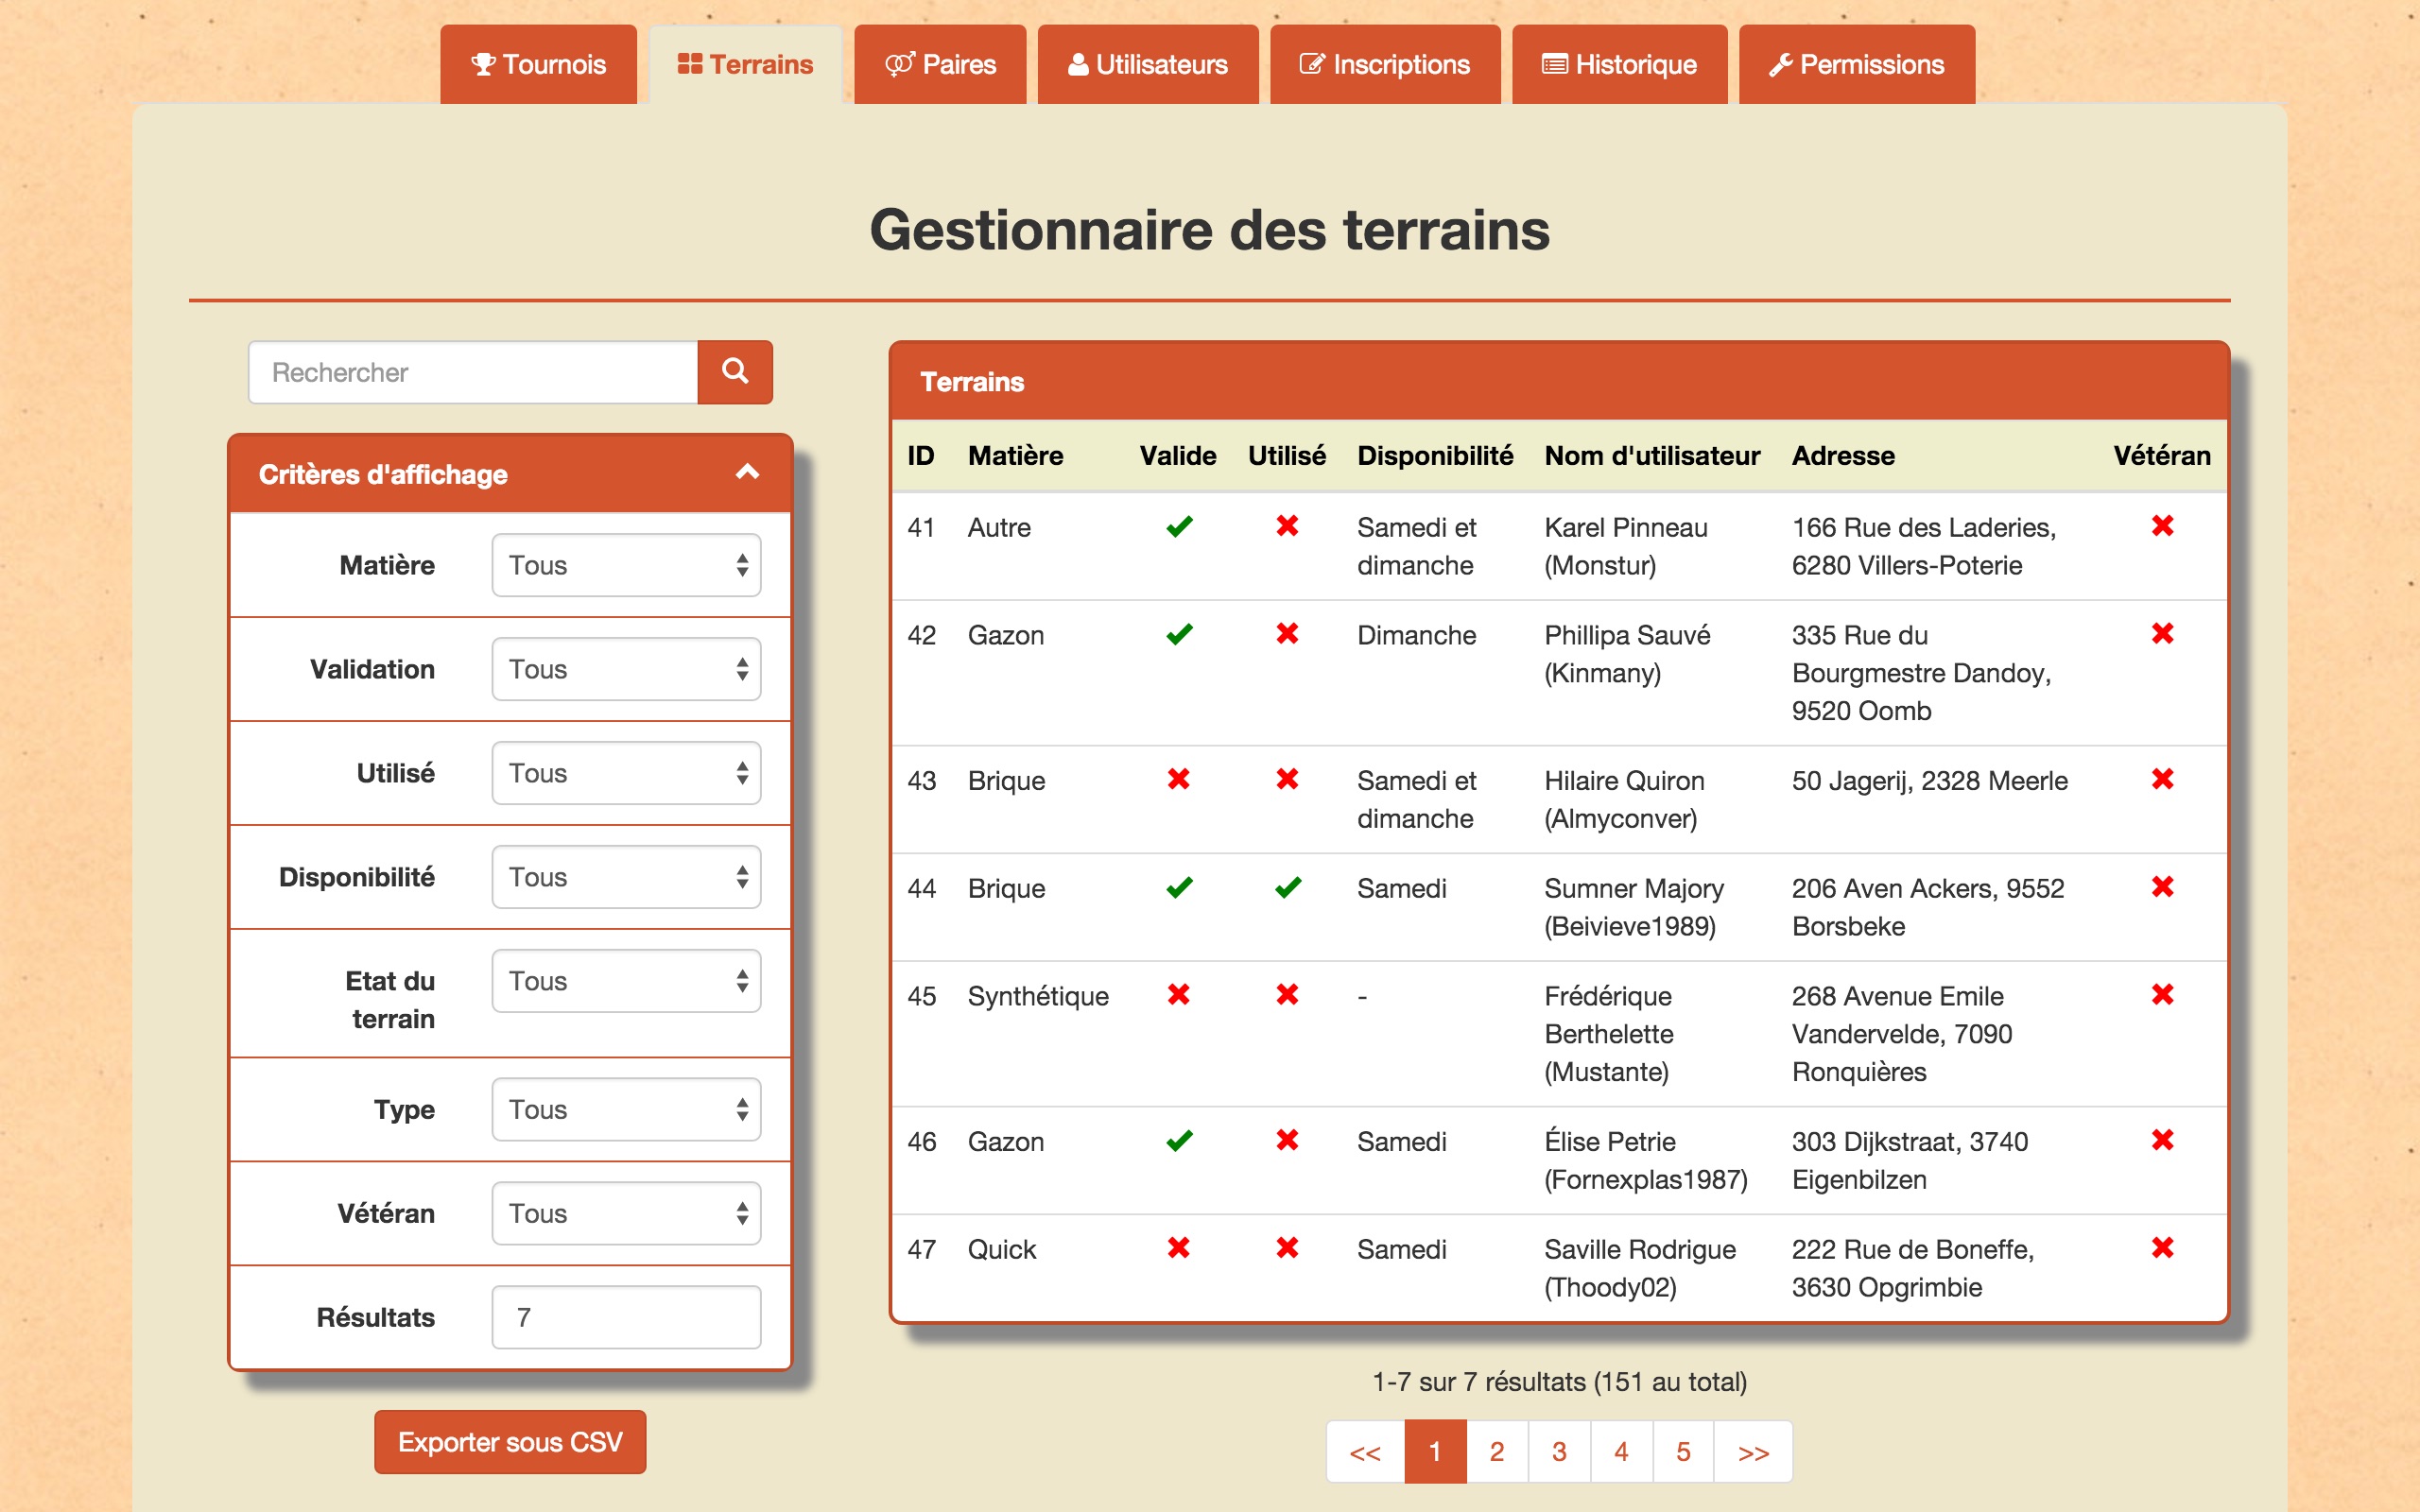 Tournois Terrains Paires Utilisateurs Inscriptions Historique Permissions
Gestionnaire des terrains
Rechercher
Critères d'affichage
Matière Tous
Validation Tous
Utilisé Tous
Disponibilité Tous
Etat du
terrain Tous
Type Tous
Vétéran Tous
Résultats 7
Exporter sous CSV
Terrains
ID Matière Valide Utilisé Disponibilité Nom d'utilisateur Adresse Vétéran
41 Autre Samedi et Karel Pinneau 166 Rue des Laderies,
dimanche (Monstur) 6280 Villers-Poterie
42 Gazon Dimanche Phillipa Sauvé 335 Rue du
(Kinmany) Bourgmestre Dandoy,
9520 Oomb
43 Brique Samedi et Hilaire Quiron 50 Jagerij, 2328 Meerle
dimanche (Almyconver)
44 Brique Samedi Sumner Majory 206 Aven Ackers, 9552
(Beivieve1989) Borsbeke
45 Synthétique - Frédérique 268 Avenue Emile
Berthelette Vandervelde, 7090
(Mustante) Ronquières
46 Gazon Samedi Élise Petrie 303 Dijkstraat, 3740
(Fornexplas1987) Eigenbilzen
47 Quick Samedi Saville Rodrigue 222 Rue de Boneffe,
(Thoody02) 3630 Opgrimbie
1-7 sur 7 résultats (151 au total)
<< 1 2 3 4 5 >>